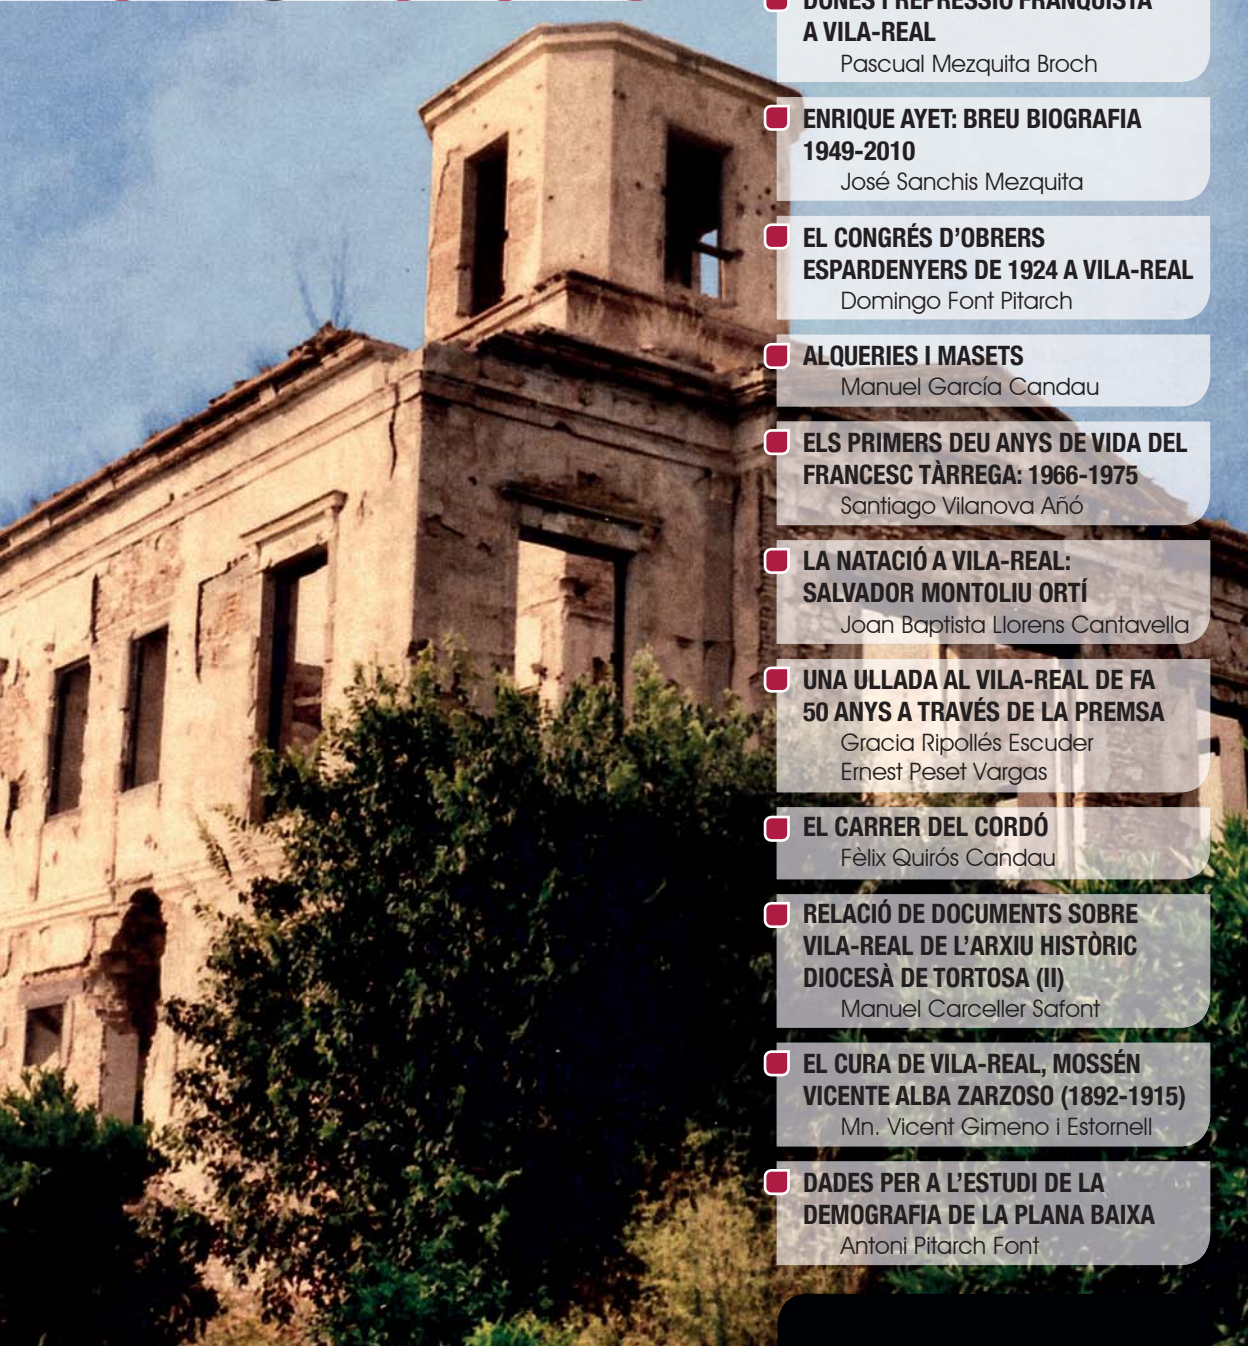 DONES I REPRESSIÓ FRANQUISTA
A VILA-REAL
Pascual Mezquita Broch
ENRIQUE AYET: BREU BIOGRAFIA
1949-2010
José Sanchis Mezquita
EL CONGRÉS D'OBRERS
ESPARDENYERS DE 1924 A VILA-REAL
Domingo Font Pitarch
ALQUERIES I MASETS
Manuel García Candau
ELS PRIMERS DEU ANYS DE VIDA DEL
FRANCESC TÀRREGA: 1966-1975
Santiago Vilanova Añó
LA NATACIÓ A VILA-REAL:
SALVADOR MONTOLIU ORTÍ
Joan Baptista Llorens Cantavella
UNA ULLADA AL VILA-REAL DE FA
50 ANYS A TRAVÉS DE LA PREMSA
Gracia Ripollés Escuder
Ernest Peset Vargas
EL CARRER DEL CORDÓ
Fèlix Quirós Candau
RELACIÓ DE DOCUMENTS SOBRE
VILA-REAL DE L'ARXIU HISTÒRIC
DIOCESÀ DE TORTOSA (II)
Manuel Carceller Safont
EL CURA DE VILA-REAL, MOSSÉN
VICENTE ALBA ZARZOSO (1892-1915)
Mn. Vicent Gimeno i Estornell
DADES PER A L'ESTUDI DE LA
DEMOGRAFIA DE LA PLANA BAIXA
Antoni Pitarch Font